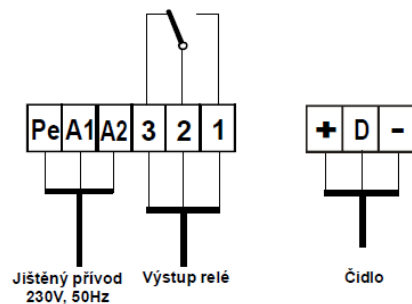 Pe A1 A2 3 2 1
+ D -
Jištěný přívod
230V, 50Hz
Výstup relé
Čidlo